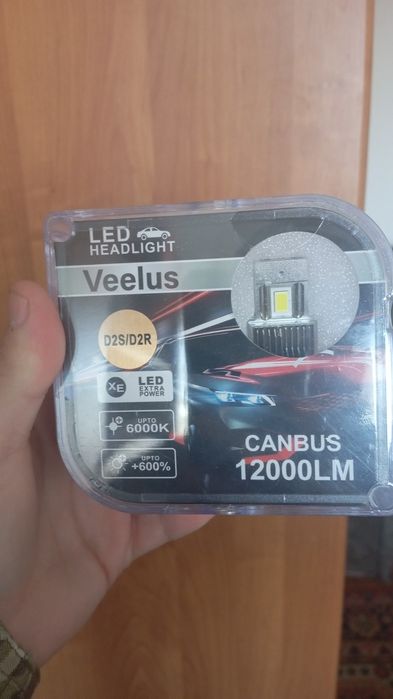 LED
HEADLIGHT
Veelus
D2S/D2R
XE LED
EXTRA
POWER
UPTO
6000K
UPTO
+600%
CANBUS
12000LM